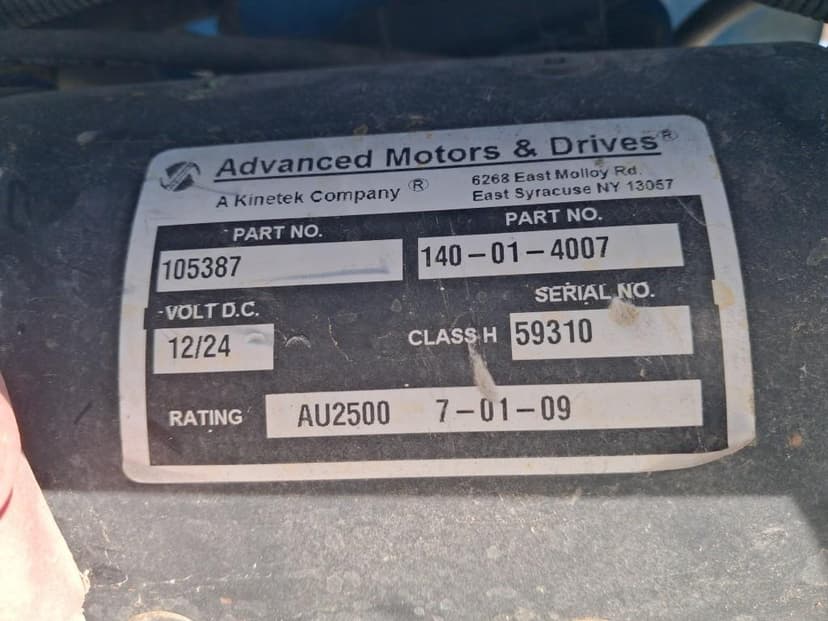 Advanced Motors & Drives®
A Kinetek Company ®
6268 East Molloy Rd.
East Syracuse NY 13057
PART NO.
105387
PART NO.
140-01-4007
VOLT D.C.
12/24
CLASS H
SERIAL NO.
59310
RATING
AU2500 7-01-09